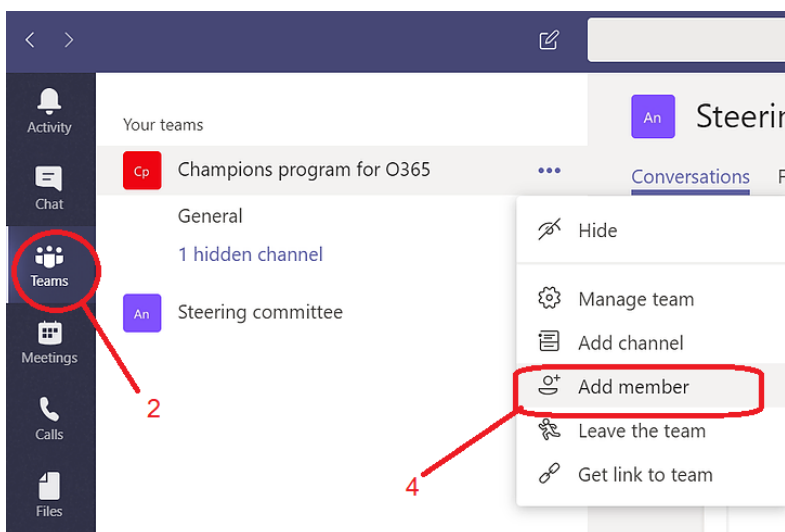 Activity
Chat
Teams
Meetings
Calls
Files
2
Your teams
Cp Champions program for O365
General
1 hidden channel
An Steering committee
An Steerin
Conversations F
Hide
Manage team
Add channel
Add member
Leave the team
Get link to team
4